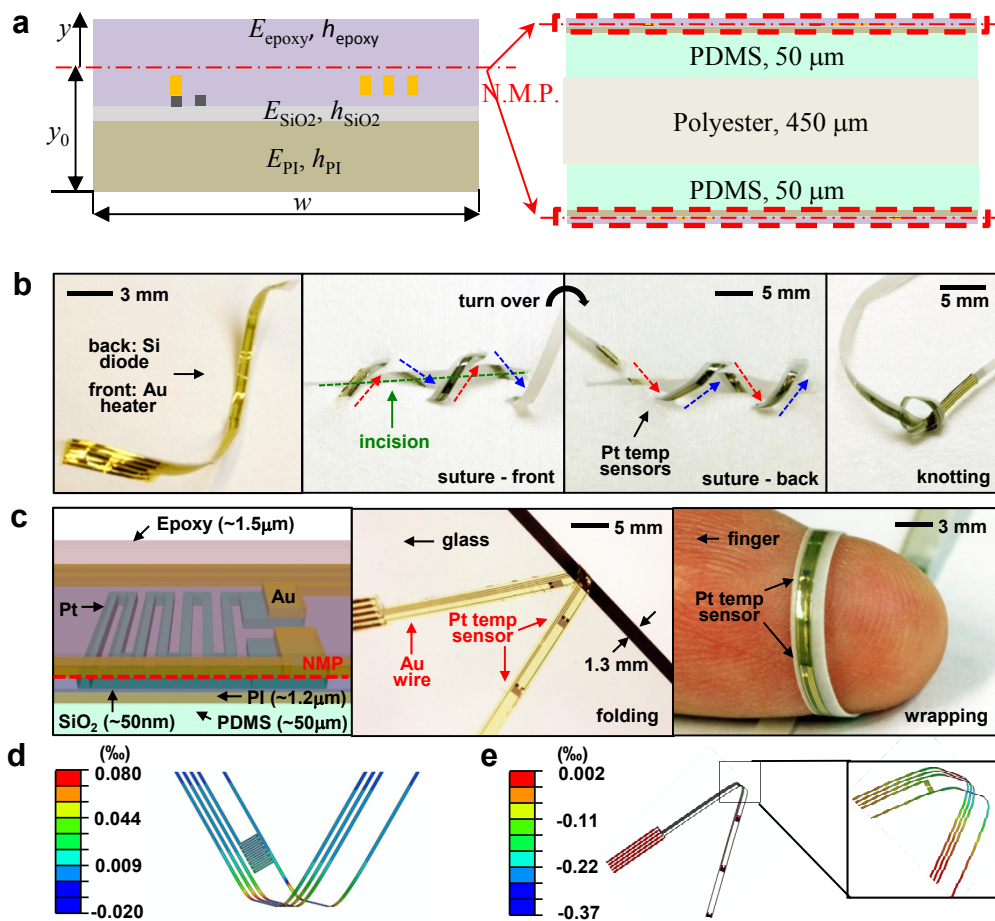 a
y
E_epoxy, h_epoxy
y_0
E_SiO2, h_SiO2
E_PI, h_PI
w
N.M.P.
PDMS, 50 μm
Polyester, 450 μm
PDMS, 50 μm
b
3 mm
back: Si
diode
front: Au
heater
turn over
incision
suture - front
5 mm
Pt temp
sensors
suture - back
5 mm
knotting
c
Epoxy (~1.5μm)
Pt
Au
NMP
PI (~1.2μm)
SiO₂ (~50nm)
PDMS (~50μm)
5 mm
glass
Pt temp
sensor
Au
wire
1.3 mm
folding
3 mm
finger
Pt temp
sensor
wrapping
d
(‰)
0.080
0.044
0.009
-0.020
e
(‰)
0.002
-0.11
-0.22
-0.37